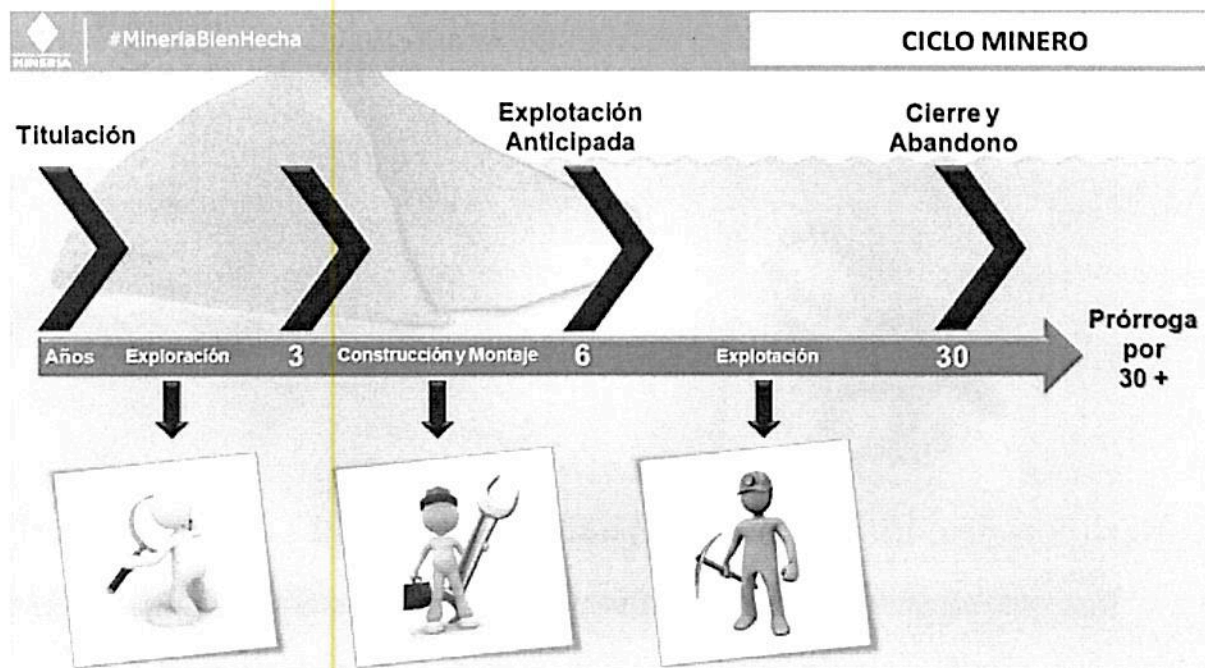 #MineríaBienHecha
MINERÍA
CICLO MINERO
Titulación
Explotación
Anticipada
Cierre y
Abandono
Años
Exploración
3
Construcción y Montaje
6
Explotación
30
Prórroga
por
30 +